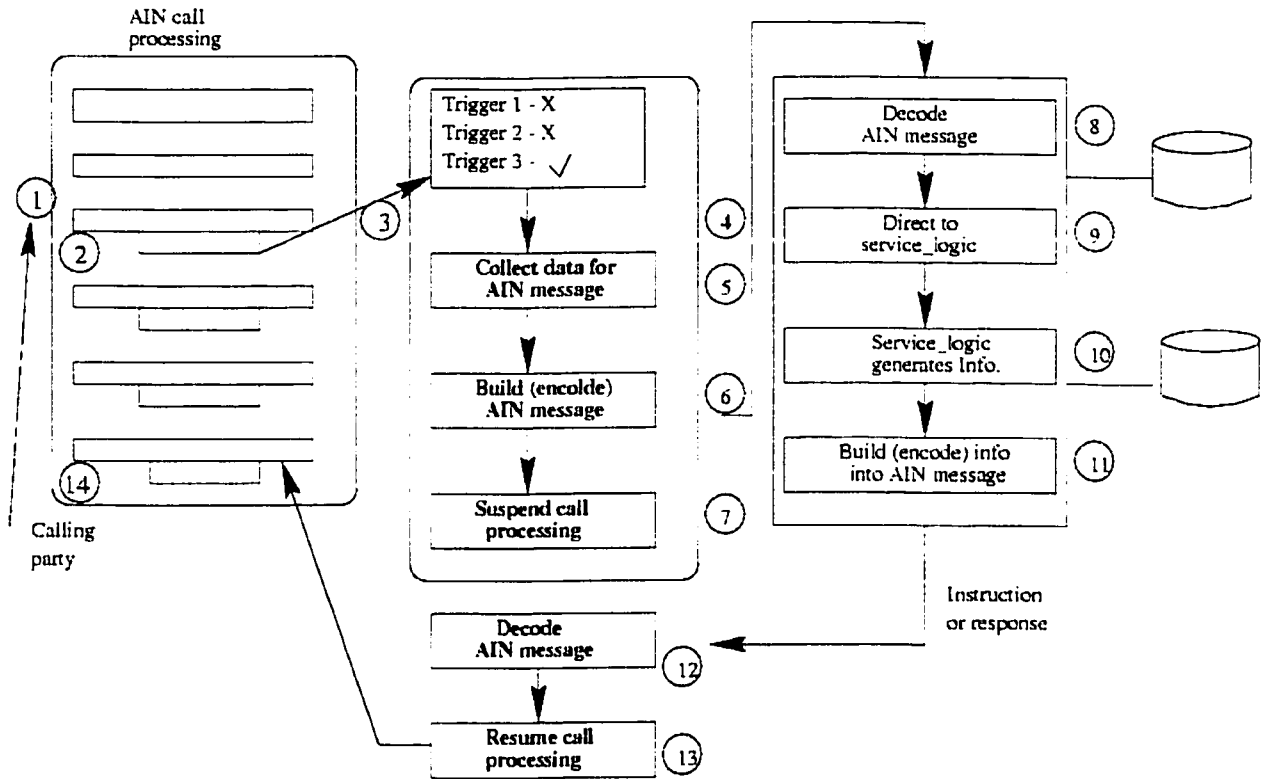 AIN call
processing
1
2
14
Calling
party
3
Trigger 1 - X
Trigger 2 - X
Trigger 3 - ✓
4
Collect data for
AIN message
5
Build (encolde)
AIN message
6
Suspend call
processing
7
Decode
AIN message
8
Direct to
service_logic
9
Service_logic
generates Info.
10
Build (encode) info
into AIN message
11
Instruction
or response
Decode
AIN message
12
Resume call
processing
13